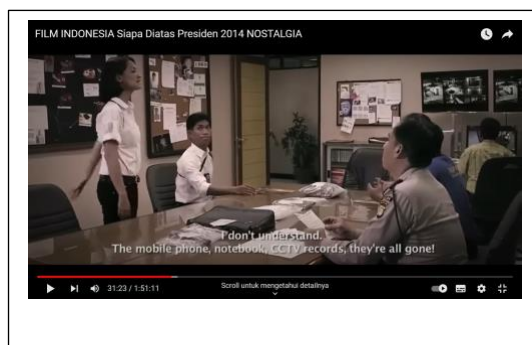 FILM INDONESIA Siapa Diatas Presiden 2014 NOSTALGIA
I don't understand.
The mobile phone, notebook, CCTV records, they're all gone!
31:23 / 1:51:11
Scroll untuk mengetahui detailnya